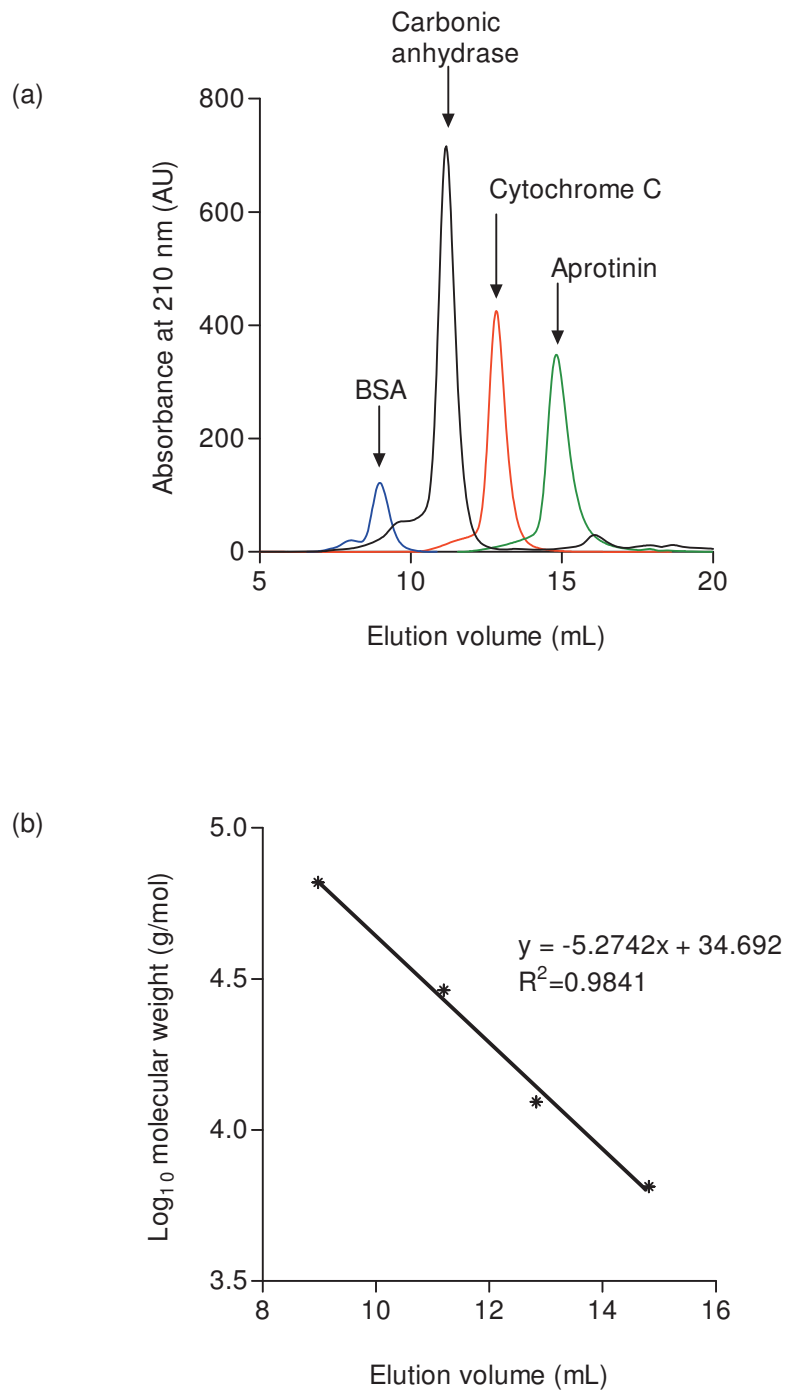 (a)
Carbonic
anhydrase
Cytochrome C
Aprotinin
BSA
Absorbance at 210 nm (AU)
800
600
400
200
0
5 10 15 20
Elution volume (mL)
(b)
Log10 molecular weight (g/mol)
5.0
4.5
4.0
3.5
y = -5.2742x + 34.692
R2=0.9841
8 10 12 14 16
Elution volume (mL)